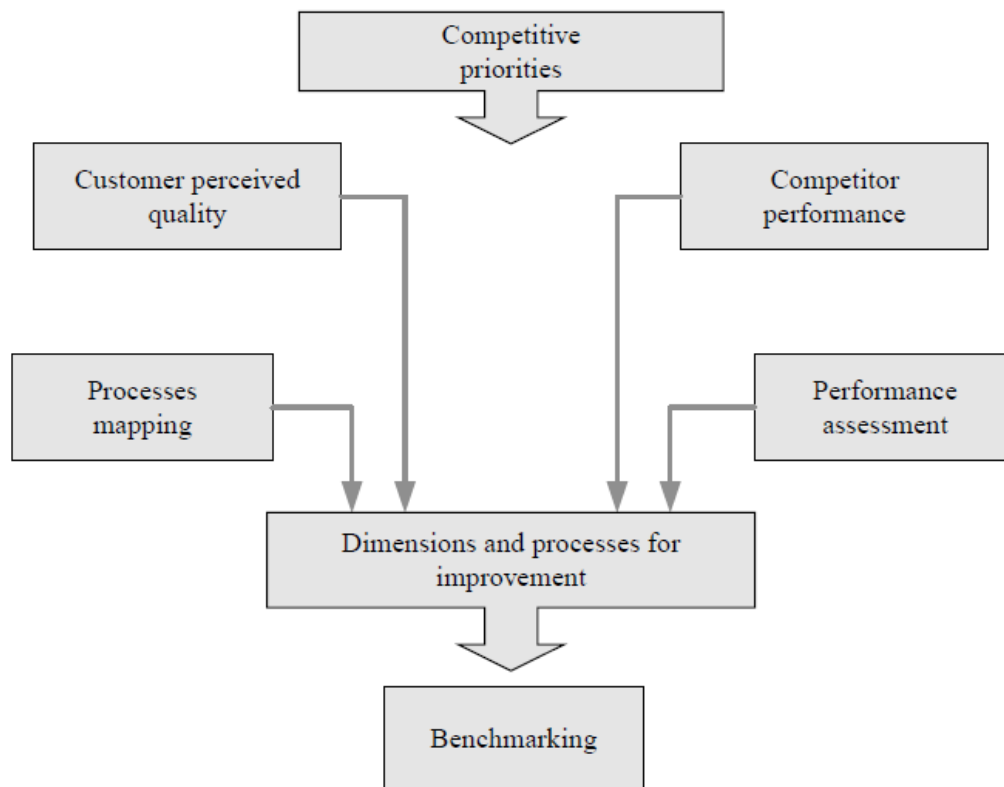 Competitive
priorities
Customer perceived
quality
Competitor
performance
Processes
mapping
Performance
assessment
Dimensions and processes for
improvement
Benchmarking